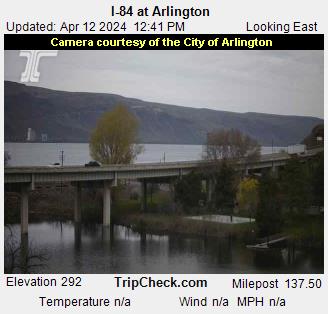 I-84 at Arlington
Updated: Apr 12 2024 12:41 PM Looking East
Camera courtesy of the City of Arlington
Elevation 292 TripCheck.com Milepost 137.50
Temperature n/a Wind n/a MPH n/a